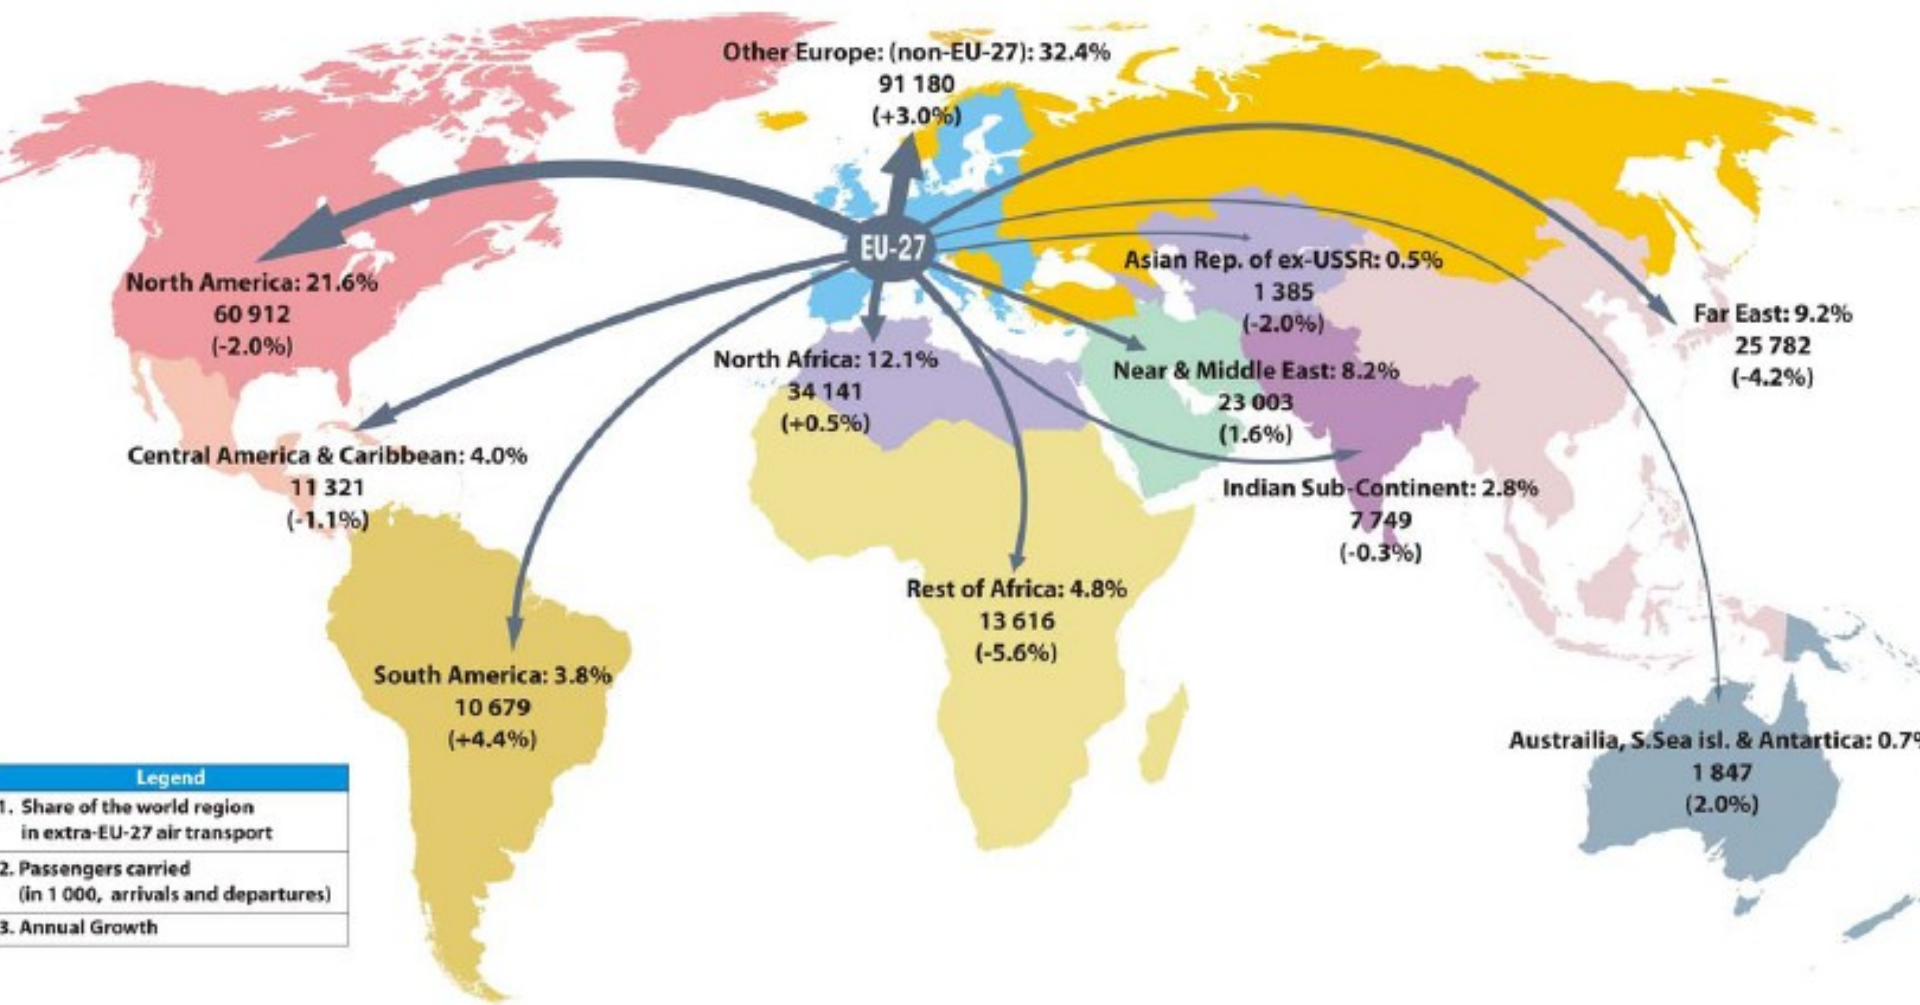 Other Europe: (non-EU-27): 32.4%
91 180
(+3.0%)
EU-27
North America: 21.6%
60 912
(-2.0%)
Asian Rep. of ex-USSR: 0.5%
1 385
(-2.0%)
Far East: 9.2%
25 782
(-4.2%)
North Africa: 12.1%
34 141
(+0.5%)
Near & Middle East: 8.2%
23 003
(1.6%)
Central America & Caribbean: 4.0%
11 321
(-1.1%)
Indian Sub-Continent: 2.8%
7 749
(-0.3%)
Rest of Africa: 4.8%
13 616
(-5.6%)
South America: 3.8%
10 679
(+4.4%)
Austrailia, S.Sea isl. & Antartica: 0.7%
1 847
(2.0%)
Legend
1. Share of the world region
in extra-EU-27 air transport
2. Passengers carried
(in 1 000, arrivals and departures)
3. Annual Growth